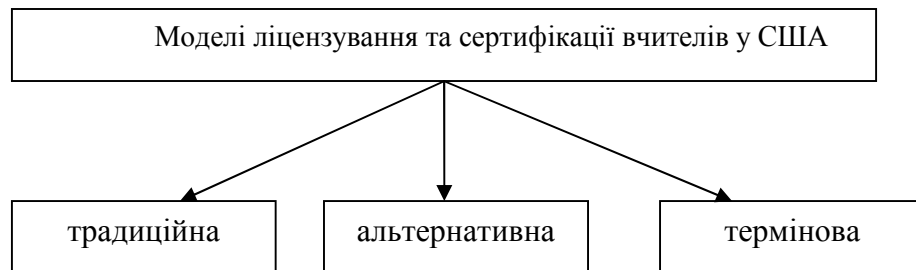 Моделі ліцензування та сертифікації вчителів у США
традиційна
альтернативна
термінова